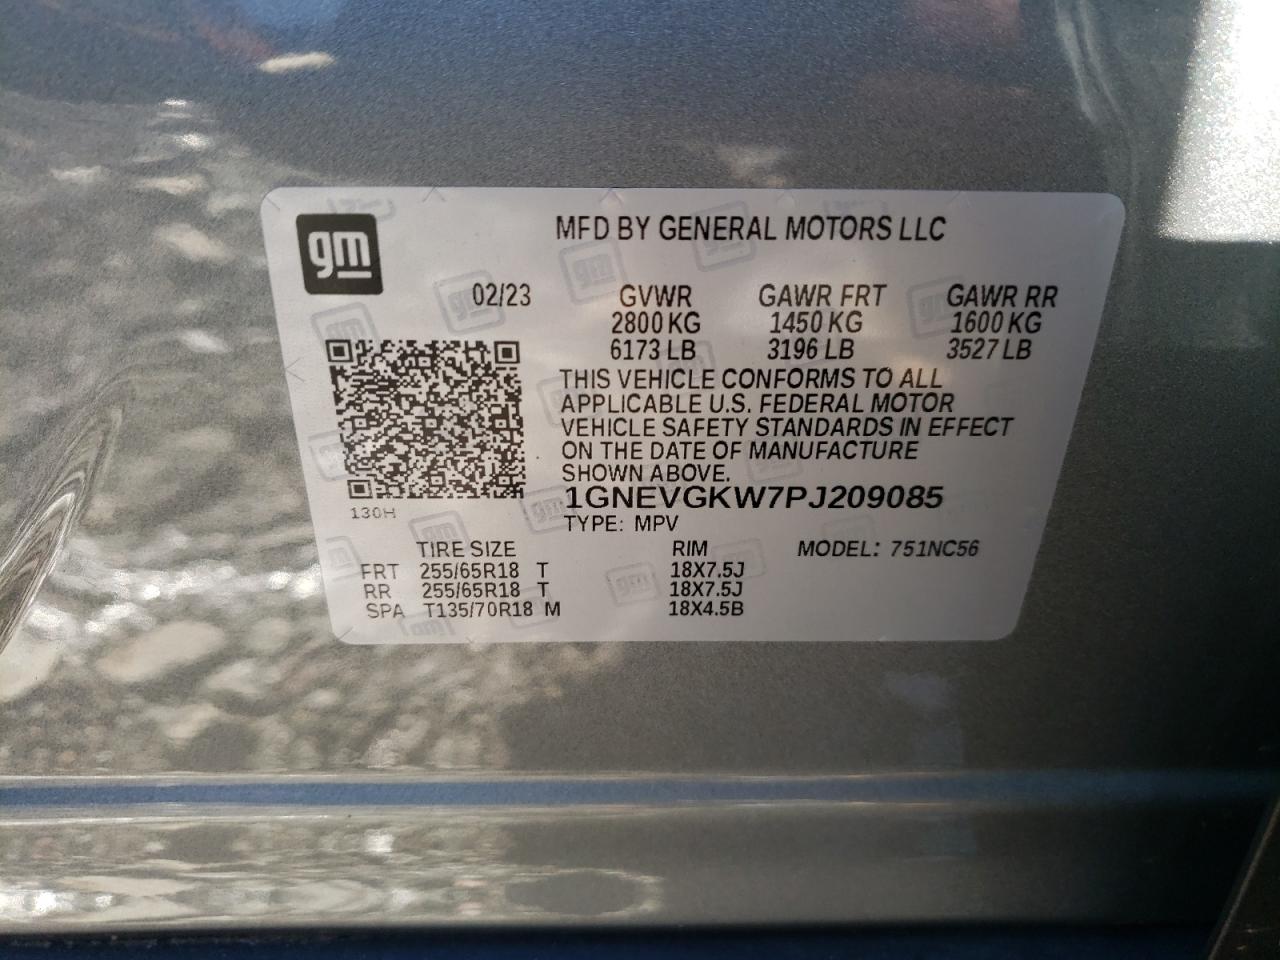 gm
MFD BY GENERAL MOTORS LLC
02/23 GVWR GAWR FRT GAWR RR
2800 KG 1450 KG 1600 KG
6173 LB 3196 LB 3527 LB
THIS VEHICLE CONFORMS TO ALL
APPLICABLE U.S. FEDERAL MOTOR
VEHICLE SAFETY STANDARDS IN EFFECT
ON THE DATE OF MANUFACTURE
SHOWN ABOVE.
1GNEVGKW7PJ209085
130H
TYPE: MPV
TIRE SIZE RIM MODEL: 751NC56
FRT 255/65R18 T 18X7.5J
RR 255/65R18 T 18X7.5J
SPA T135/70R18 M 18X4.5B